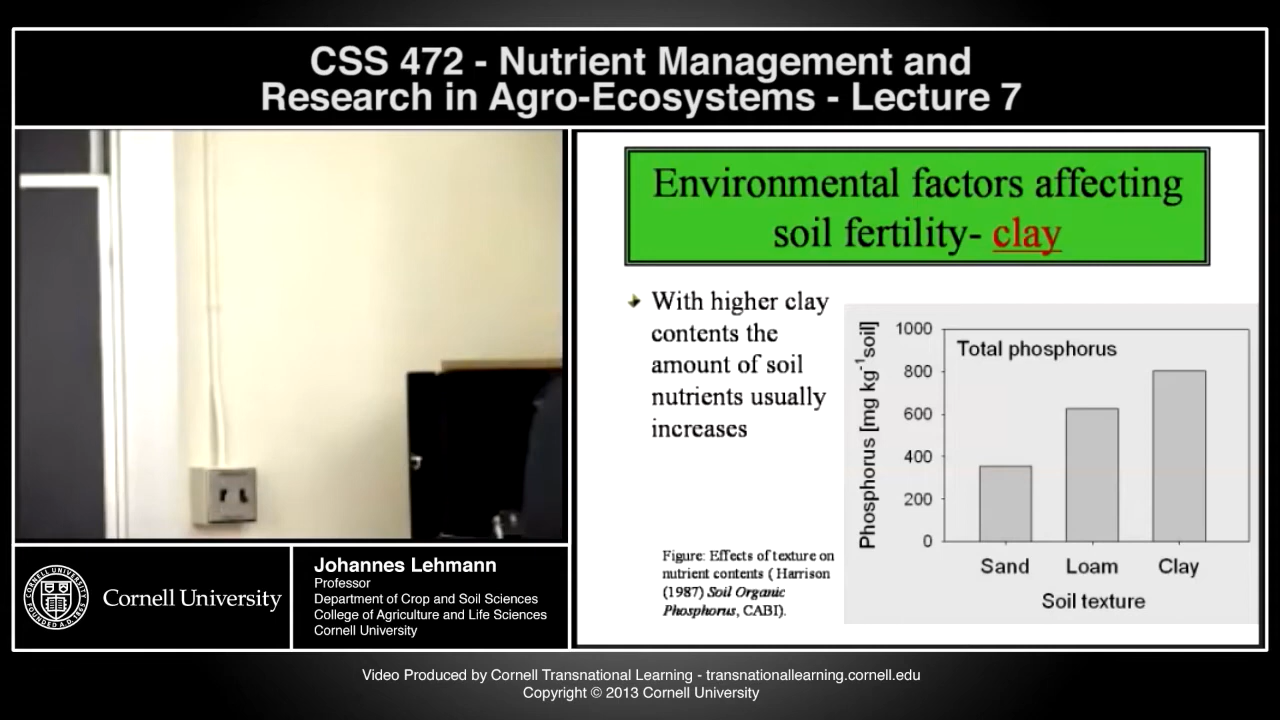 CSS 472 - Nutrient Management and
Research in Agro-Ecosystems - Lecture 7
Environmental factors affecting
soil fertility- clay
With higher clay
contents the
amount of soil
nutrients usually
increases
Figure: Effects of texture on
nutrient contents ( Harrison
(1987) Soil Organic
Phosphorus, CABI).
Phosphorus [mg kg⁻¹soil]
1000
800
600
400
200
0
Total phosphorus
Sand Loam Clay
Soil texture
Cornell University
Johannes Lehmann
Professor
Department of Crop and Soil Sciences
College of Agriculture and Life Sciences
Cornell University
Video Produced by Cornell Transnational Learning - transnationallearning.cornell.edu
Copyright © 2013 Cornell University